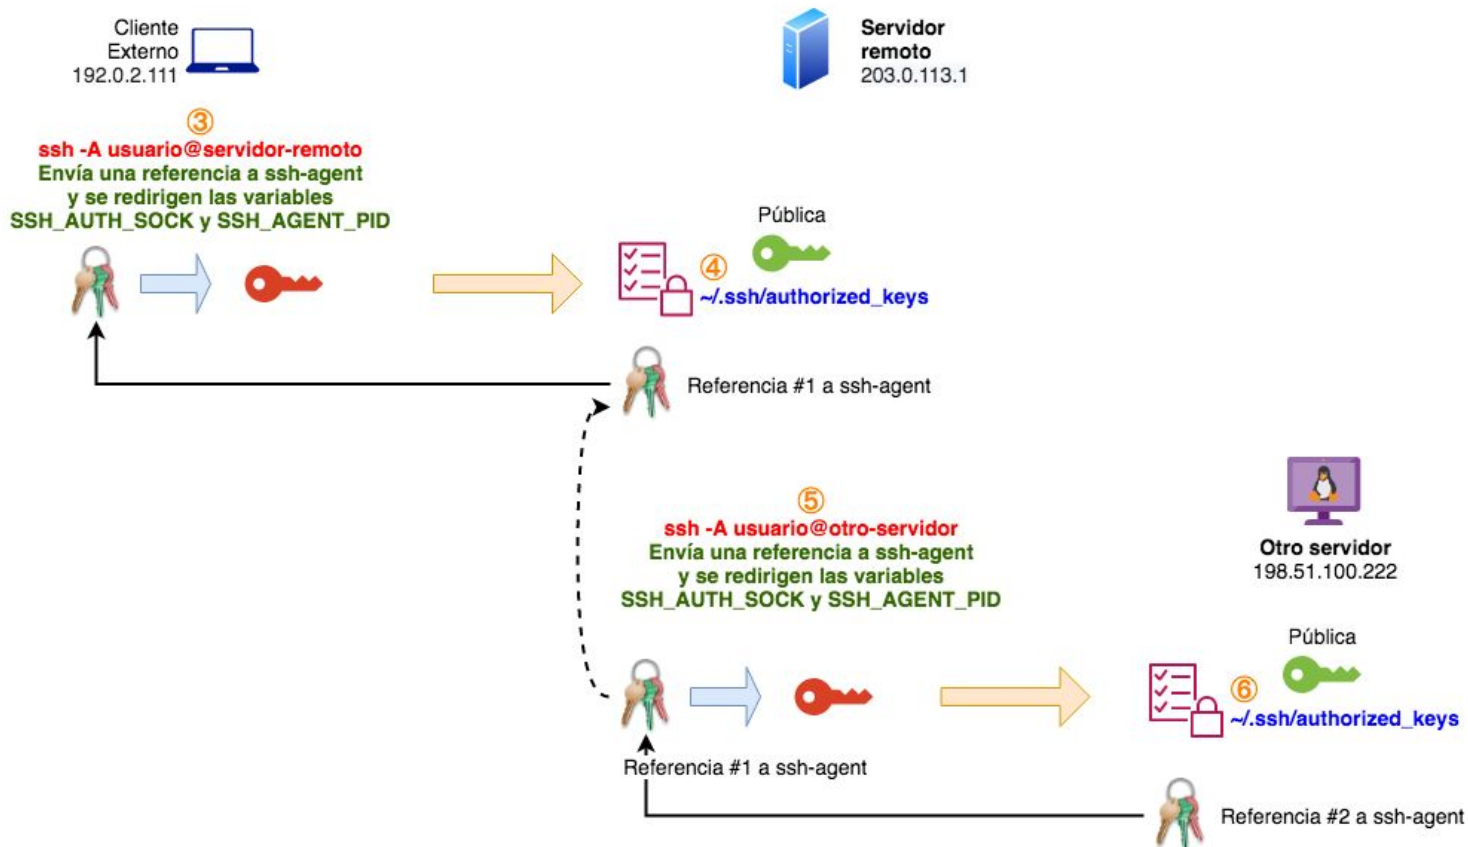 Cliente
Externo
192.0.2.111
Servidor
remoto
203.0.113.1
③
ssh -A usuario@servidor-remoto
Envía una referencia a ssh-agent
y se redirigen las variables
SSH_AUTH_SOCK y SSH_AGENT_PID
Pública
④
~/.ssh/authorized_keys
Referencia #1 a ssh-agent
⑤
ssh -A usuario@otro-servidor
Envía una referencia a ssh-agent
y se redirigen las variables
SSH_AUTH_SOCK y SSH_AGENT_PID
Otro servidor
198.51.100.222
Pública
⑥
~/.ssh/authorized_keys
Referencia #1 a ssh-agent
Referencia #2 a ssh-agent